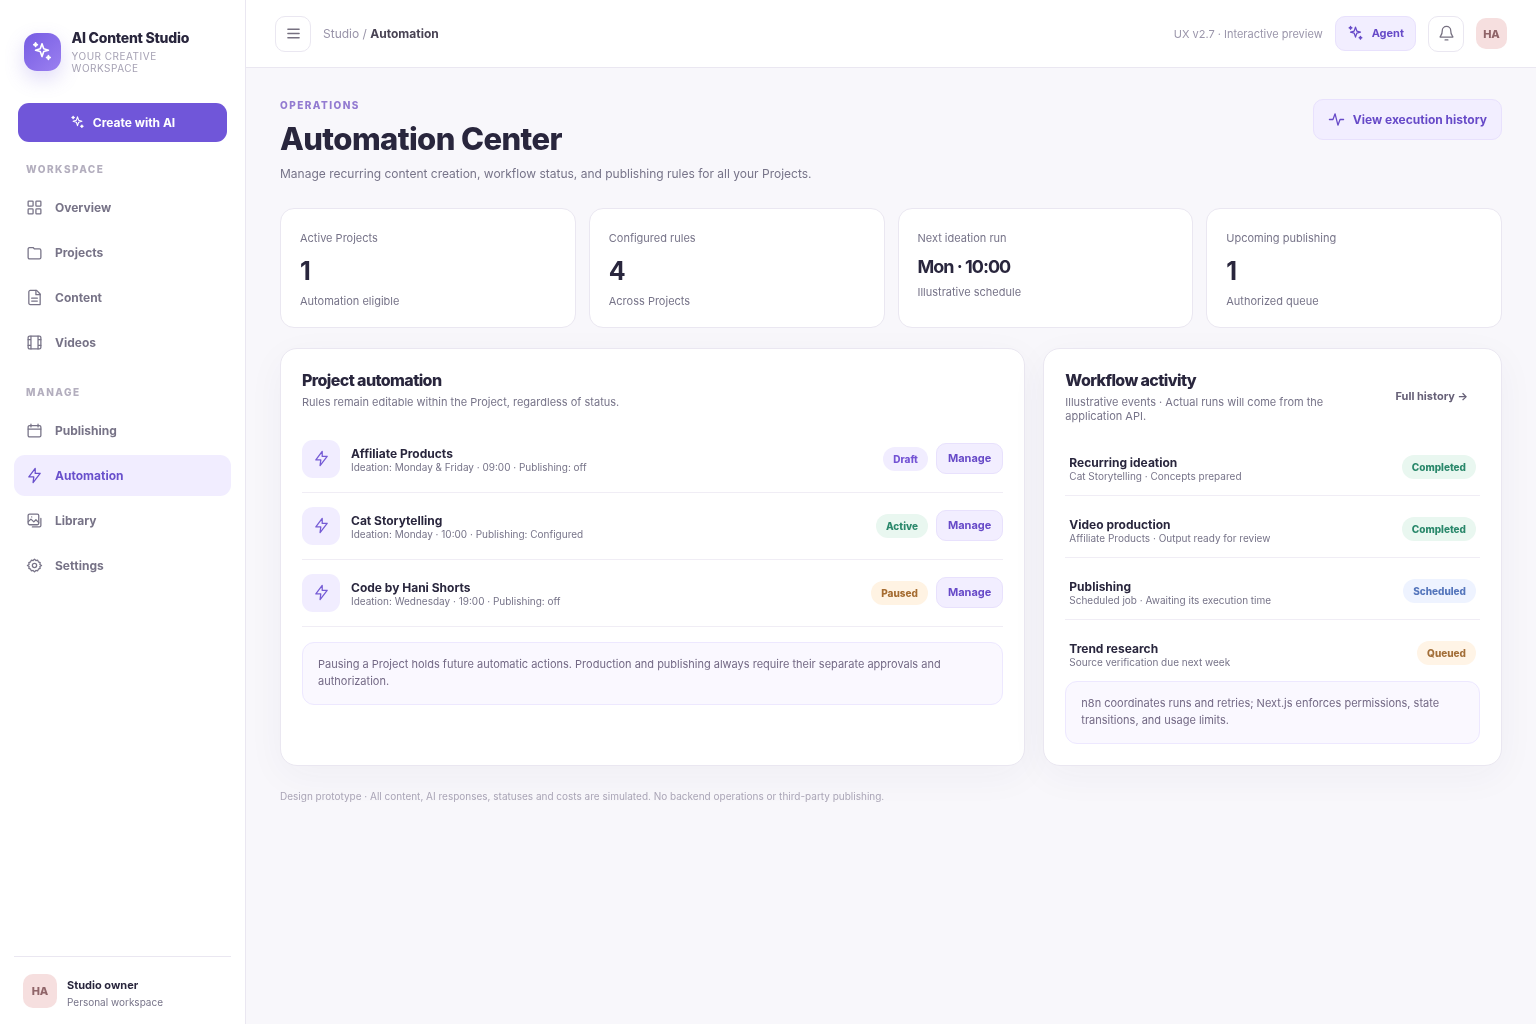 AI Content Studio
YOUR CREATIVE
WORKSPACE
Create with AI
WORKSPACE
Overview
Projects
Content
Videos
MANAGE
Publishing
Automation
Library
Settings
HA
Studio owner
Personal workspace
Studio / Automation
UX v2.7 · Interactive preview
Agent
HA
OPERATIONS
Automation Center
Manage recurring content creation, workflow status, and publishing rules for all your Projects.
View execution history
Active Projects
1
Automation eligible
Configured rules
4
Across Projects
Next ideation run
Mon · 10:00
Illustrative schedule
Upcoming publishing
1
Authorized queue
Project automation
Rules remain editable within the Project, regardless of status.
Affiliate Products
Ideation: Monday & Friday · 09:00 · Publishing: off
Draft
Manage
Cat Storytelling
Ideation: Monday · 10:00 · Publishing: Configured
Active
Manage
Code by Hani Shorts
Ideation: Wednesday · 19:00 · Publishing: off
Paused
Manage
Pausing a Project holds future automatic actions. Production and publishing always require their separate approvals and
authorization.
Workflow activity
Illustrative events · Actual runs will come from the
application API.
Full history →
Recurring ideation
Cat Storytelling · Concepts prepared
Completed
Video production
Affiliate Products · Output ready for review
Completed
Publishing
Scheduled job · Awaiting its execution time
Scheduled
Trend research
Source verification due next week
Queued
n8n coordinates runs and retries; Next.js enforces permissions, state
transitions, and usage limits.
Design prototype · All content, AI responses, statuses and costs are simulated. No backend operations or third-party publishing.